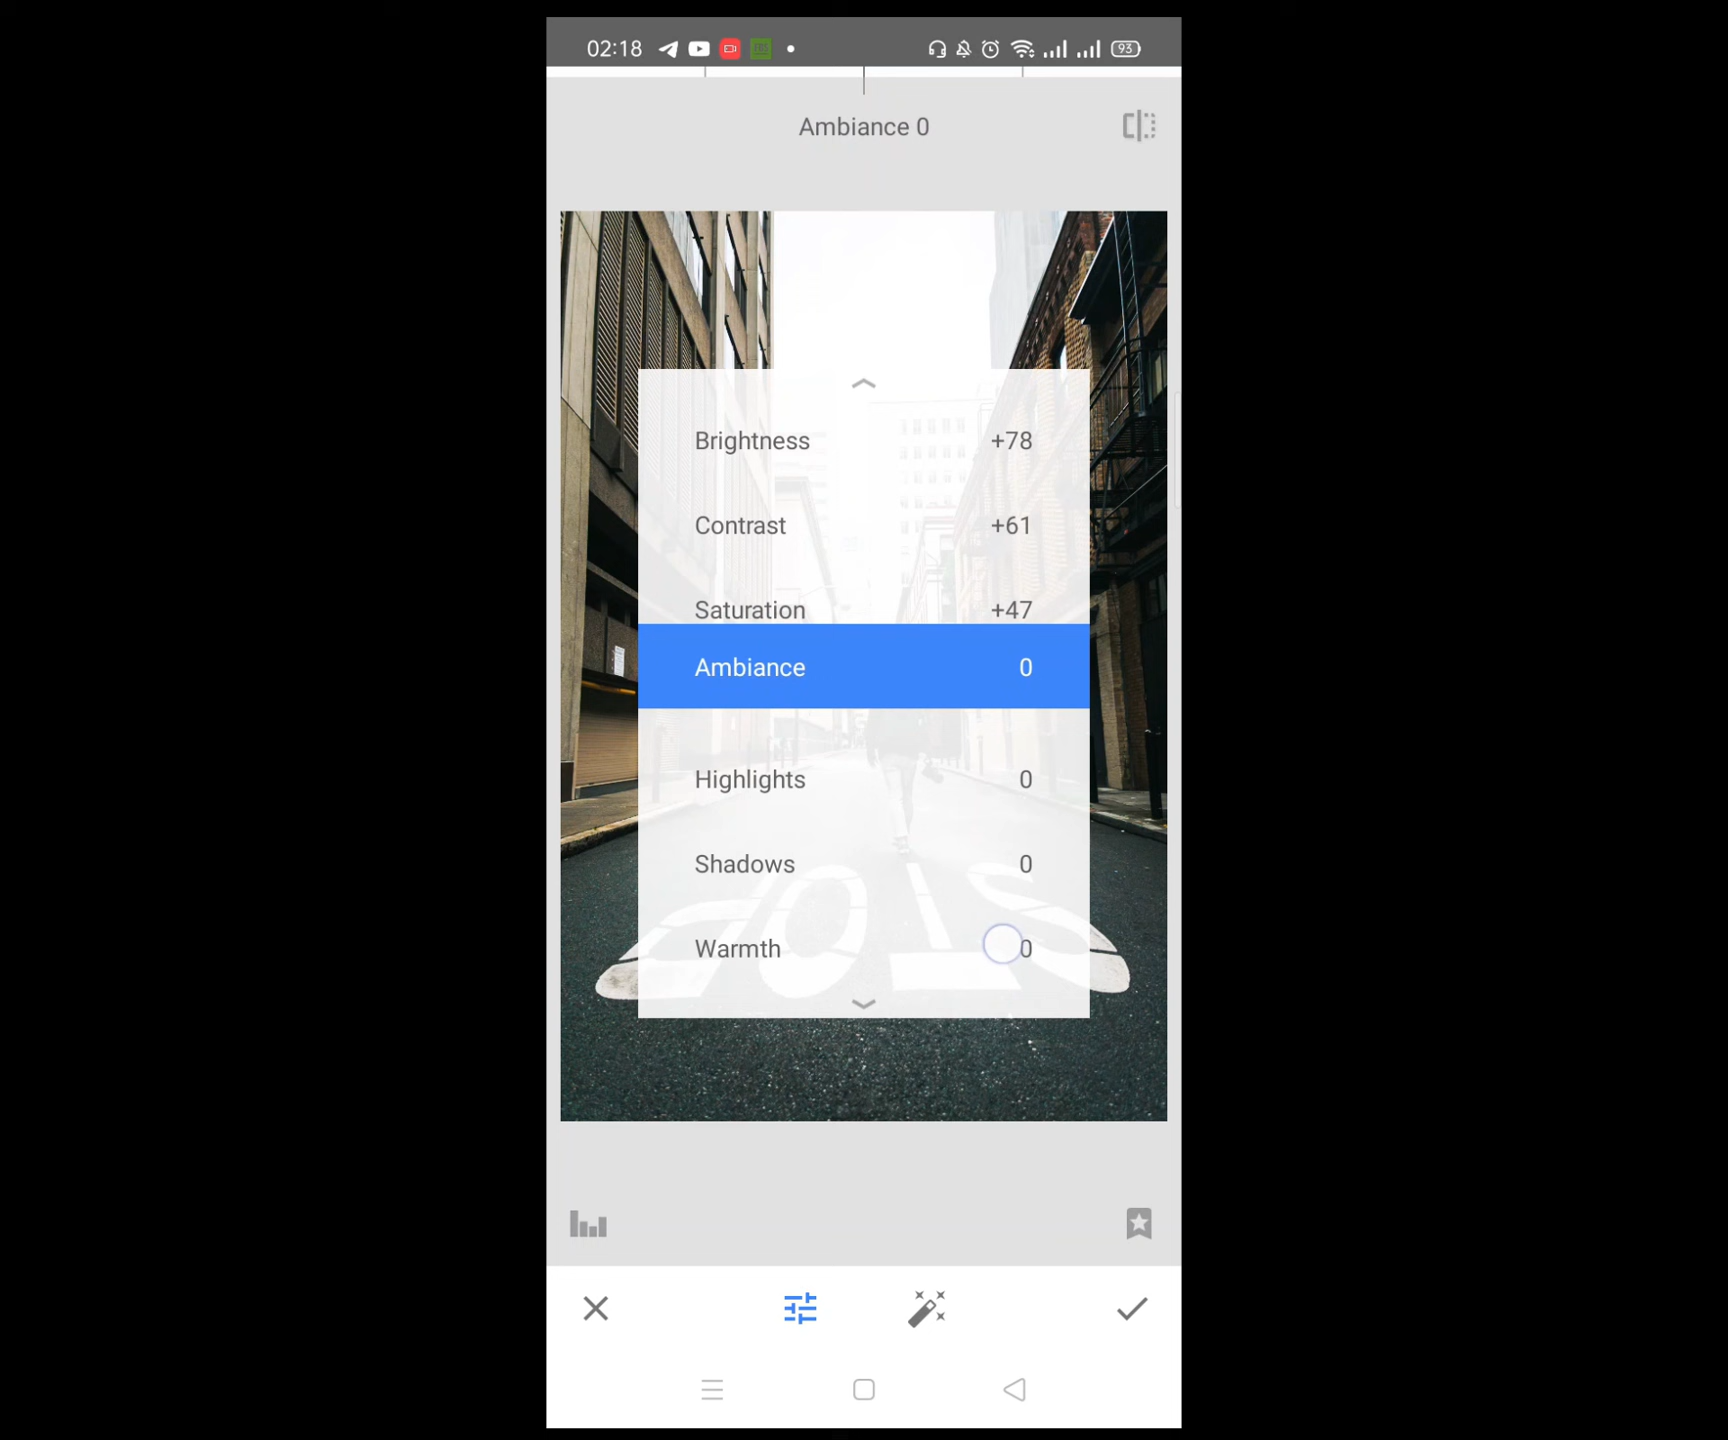 02:18
93
Ambiance 0
Brightness +78
Contrast +61
Saturation +47
Ambiance 0
Highlights 0
Shadows 0
Warmth 0
STOP